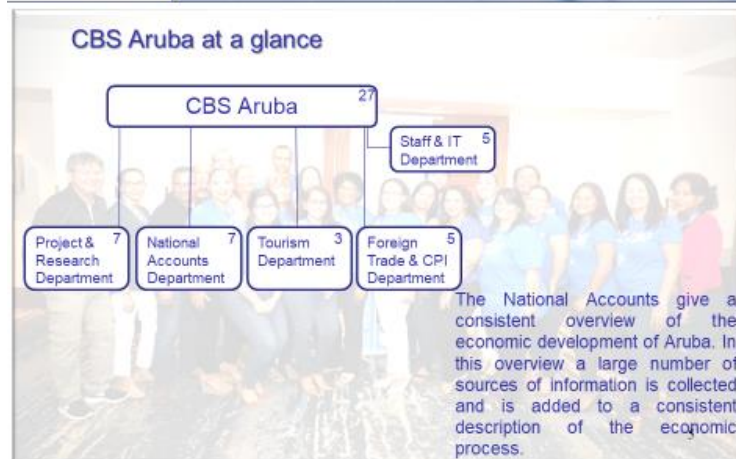 CBS Aruba at a glance
CBS Aruba 27
Staff & IT 5
Department
Project & 7
Research
Department
National 7
Accounts
Department
Tourism 3
Department
Foreign 5
Trade & CPI
Department
The National Accounts give a
consistent overview of the
economic development of Aruba. In
this overview a large number of
sources of information is collected
and is added to a consistent
description of the economic
process.